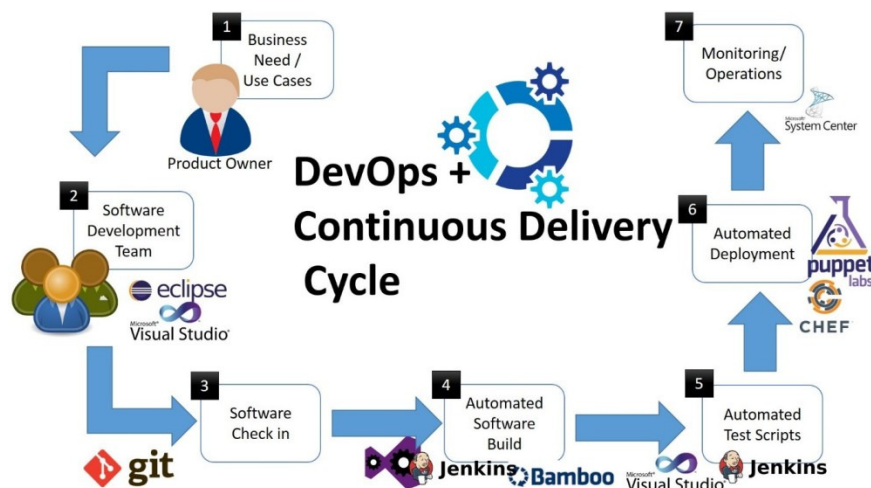 1
Business
Need /
Use Cases
Product Owner
DevOps +
Continuous Delivery
Cycle
7
Monitoring/
Operations
Microsoft®
System Center
2
Software
Development
Team
eclipse
Microsoft®
Visual Studio®
3
Software
Check in
git
4
Automated
Software
Build
Jenkins
Bamboo
5
Automated
Test Scripts
Microsoft®
Visual Studio®
Jenkins
6
Automated
Deployment
puppet
labs
CHEF